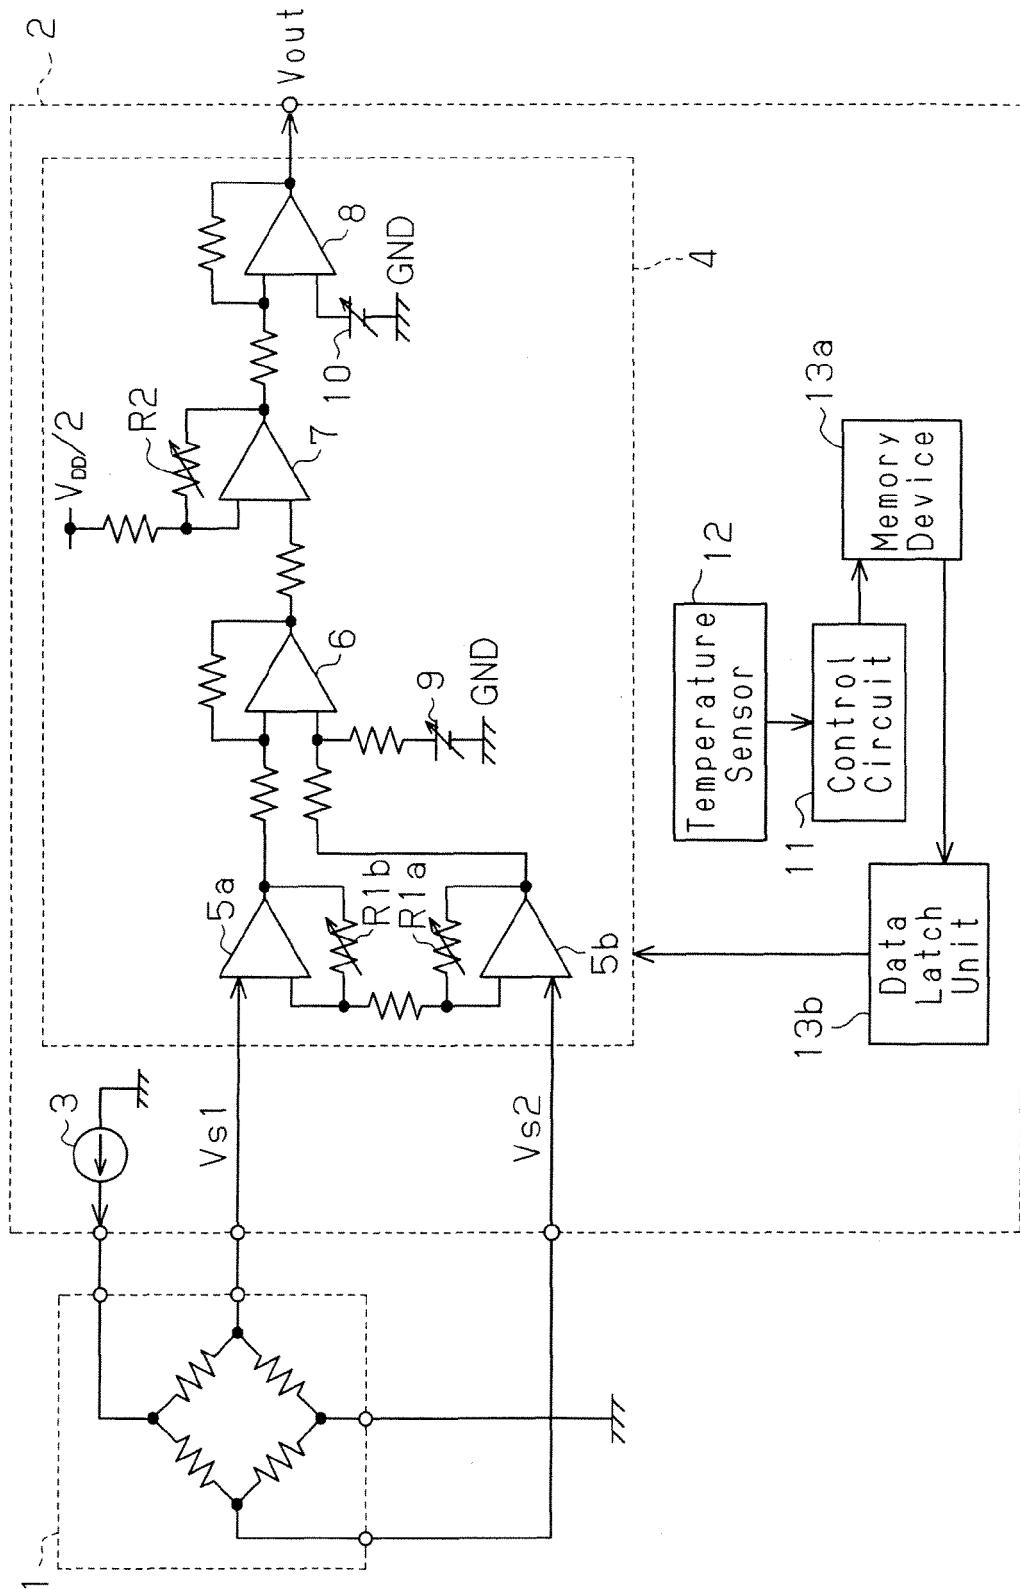 1
2
3
Vs1
Vs2
5a
R1b
R1a
5b
6
9
GND
VDD/2
R2
7
8
10
GND
4
Vout
Temperature
Sensor
12
Control
Circuit
11
Memory
Device
13a
Data
Latch
Unit
13b